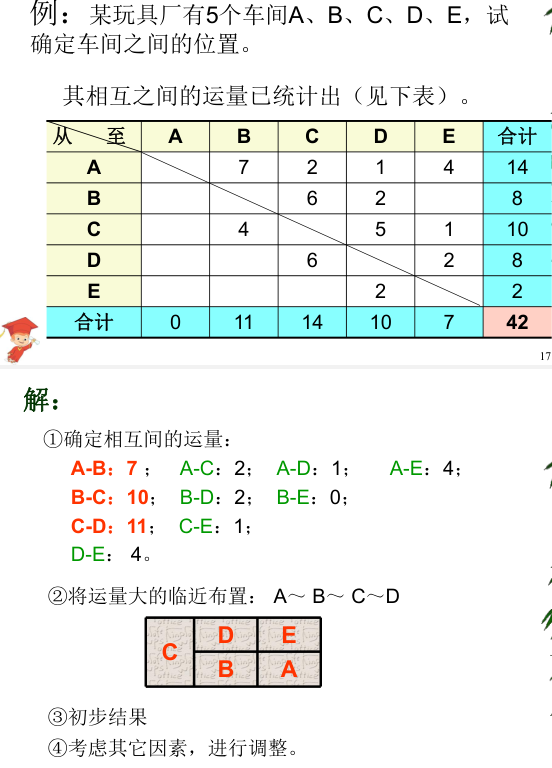 例：某玩具厂有5个车间A、B、C、D、E，试
确定车间之间的位置。
其相互之间的运量已统计出（见下表）。
从 至 A B C D E 合计
A 7 2 1 4 14
B 6 2 8
C 4 5 1 10
D 6 2 8
E 2 2
合计 0 11 14 10 7 42
17
解：
①确定相互间的运量：
A-B：7； A-C：2； A-D：1； A-E：4；
B-C：10； B-D：2； B-E：0；
C-D：11； C-E：1；
D-E： 4。
②将运量大的临近布置： A～ B～ C～D
C D E
B A
③初步结果
④考虑其它因素，进行调整。